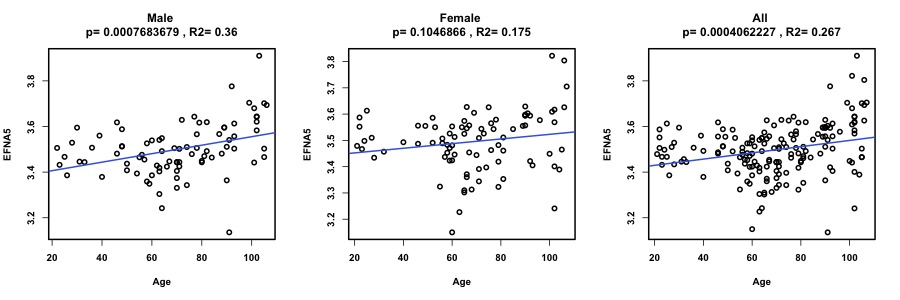 Male
p= 0.0007683679 , R2= 0.36
EFNA5
3.8
3.6
3.4
3.2
20 40 60 80 100
Age
Female
p= 0.1046866 , R2= 0.175
EFNA5
3.8
3.7
3.6
3.5
3.4
3.3
3.2
20 40 60 80 100
Age
All
p= 0.0004062227 , R2= 0.267
EFNA5
3.8
3.6
3.4
3.2
20 40 60 80 100
Age